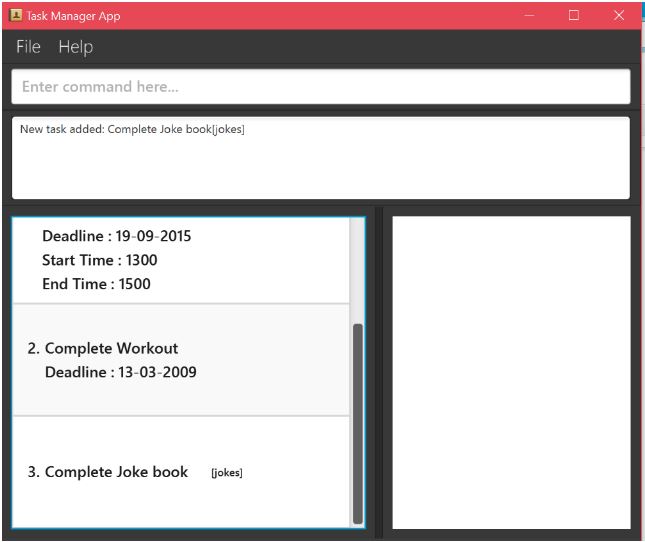 Task Manager App
File Help
Enter command here...
New task added: Complete Joke book[jokes]
Deadline : 19-09-2015
Start Time : 1300
End Time : 1500
2. Complete Workout
Deadline : 13-03-2009
3. Complete Joke book [jokes]